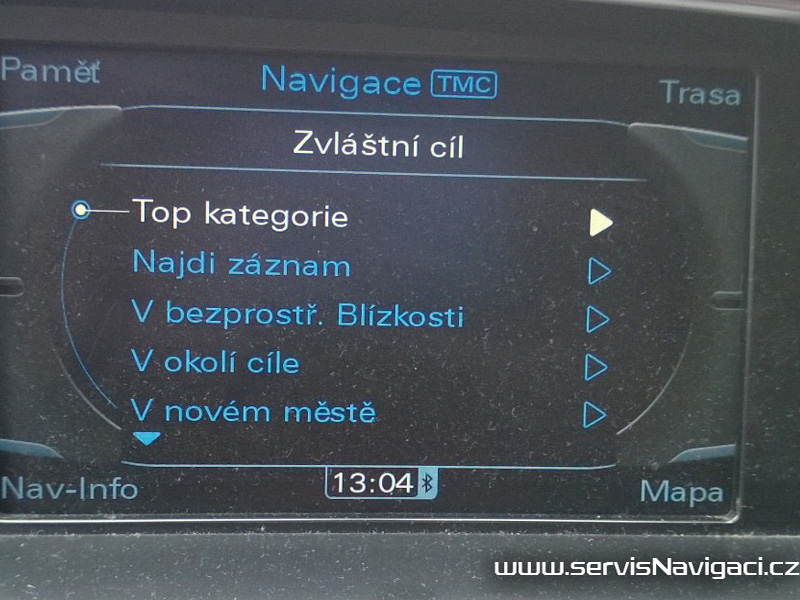 Paměť
Navigace TMC
Trasa
Zvláštní cíl
Top kategorie
Najdi záznam
V bezprostř. Blízkosti
V okolí cíle
V novém městě
Nav-Info
13:04
Mapa
www.servisNavigaci.cz